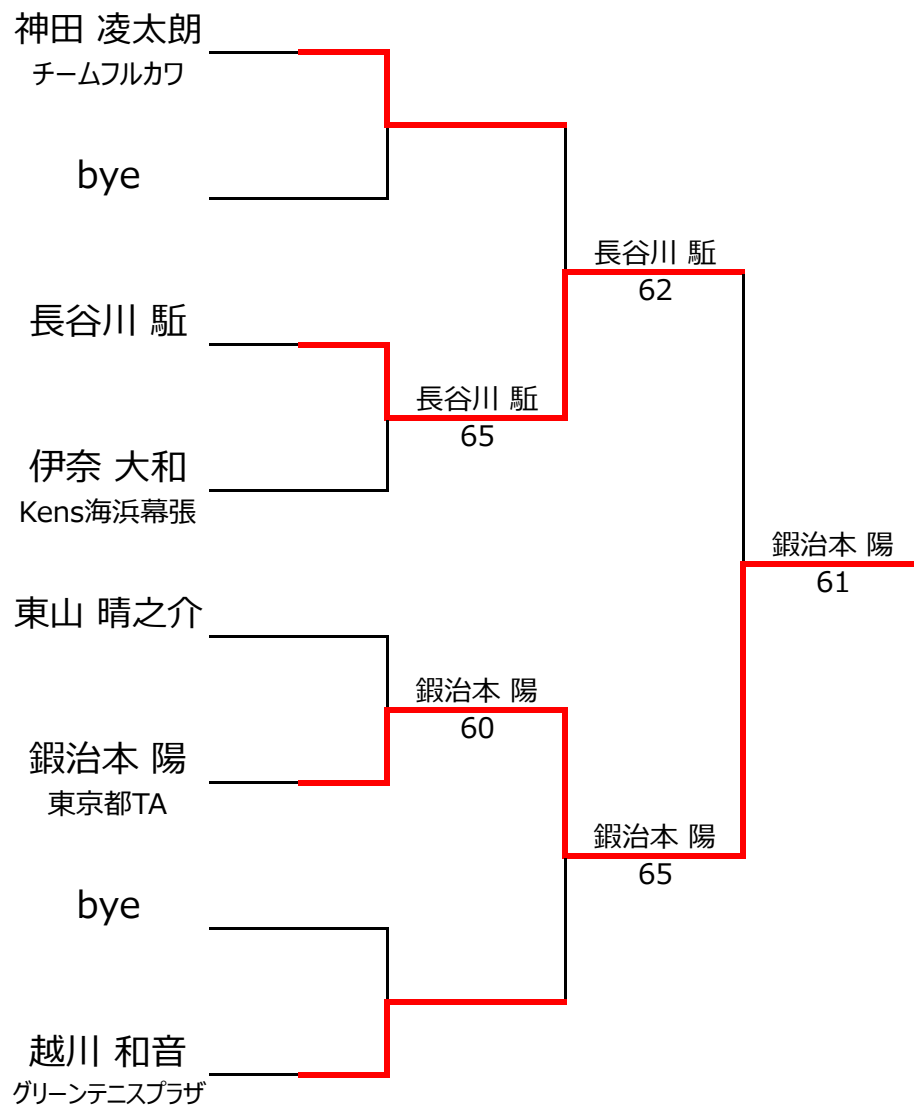 神田 凌太朗
チームフルカワ
bye
長谷川 駈
62
長谷川 駈
長谷川 駈
65
伊奈 大和
Kens海浜幕張
鍜治本 陽
61
東山 晴之介
鍜治本 陽
60
鍜治本 陽
東京都TA
鍜治本 陽
65
bye
越川 和音
グリーンテニスプラザ